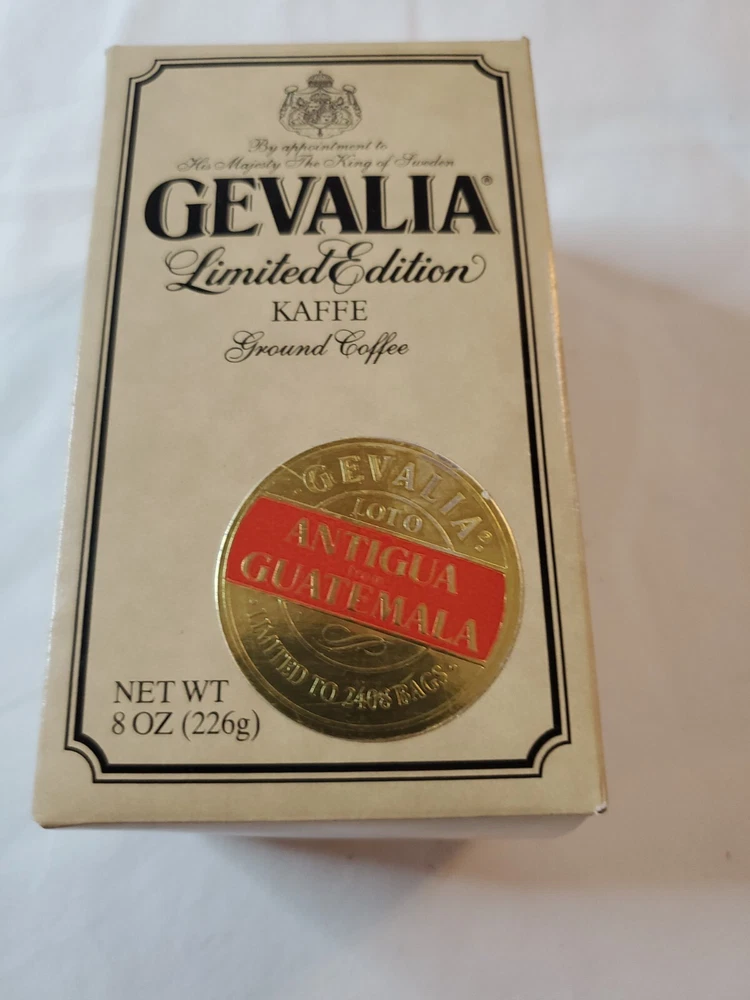 By appointment to
His Majesty The King of Sweden
GEVALIA®
Limited Edition
KAFFE
Ground Coffee
GEVALIA®
LOTO
ANTIGUA
from
GUATEMALA
LIMITED TO BAGS
NET WT
8 OZ (226g)